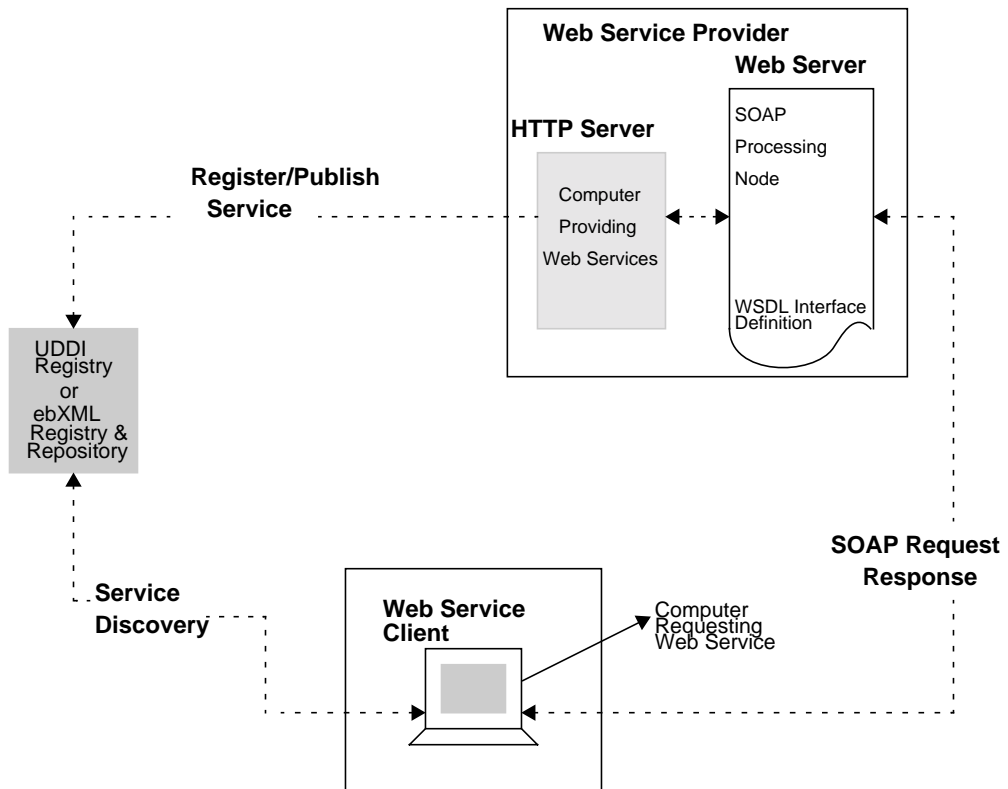 Web Service Provider
Web Server
SOAP
Processing
Node
HTTP Server
Computer
Providing
Web Services
WSDL Interface
Definition
Register/Publish
Service
UDDI
Registry
or
ebXML
Registry &
Repository
Service
Discovery
Web Service
Client
Computer
Requesting
Web Service
SOAP Request
Response